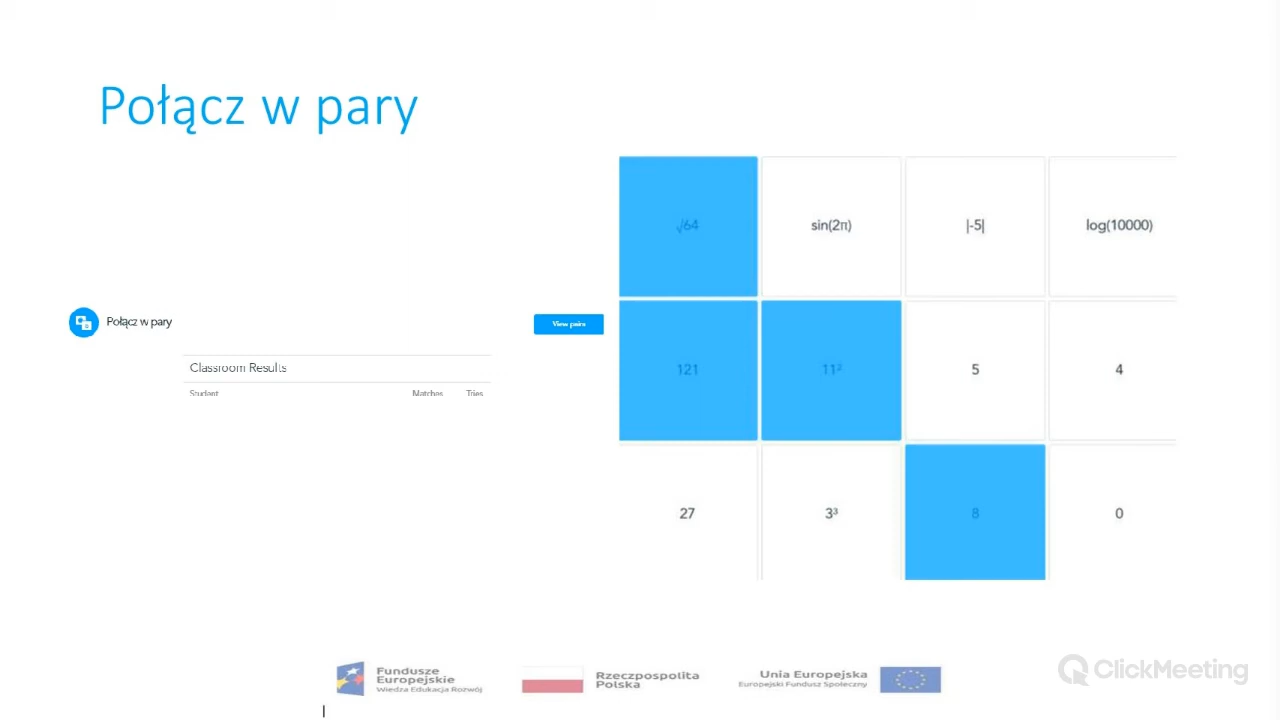 Połącz w pary
√64
sin(2π)
|-5|
log(10000)
Połącz w pary
View pairs
121
11²
5
4
Classroom Results
Student
Matches
Tries
27
3³
8
0
Fundusze
Europejskie
Wiedza Edukacja Rozwój
Rzeczpospolita
Polska
Unia Europejska
Europejski Fundusz Społeczny
ClickMeeting